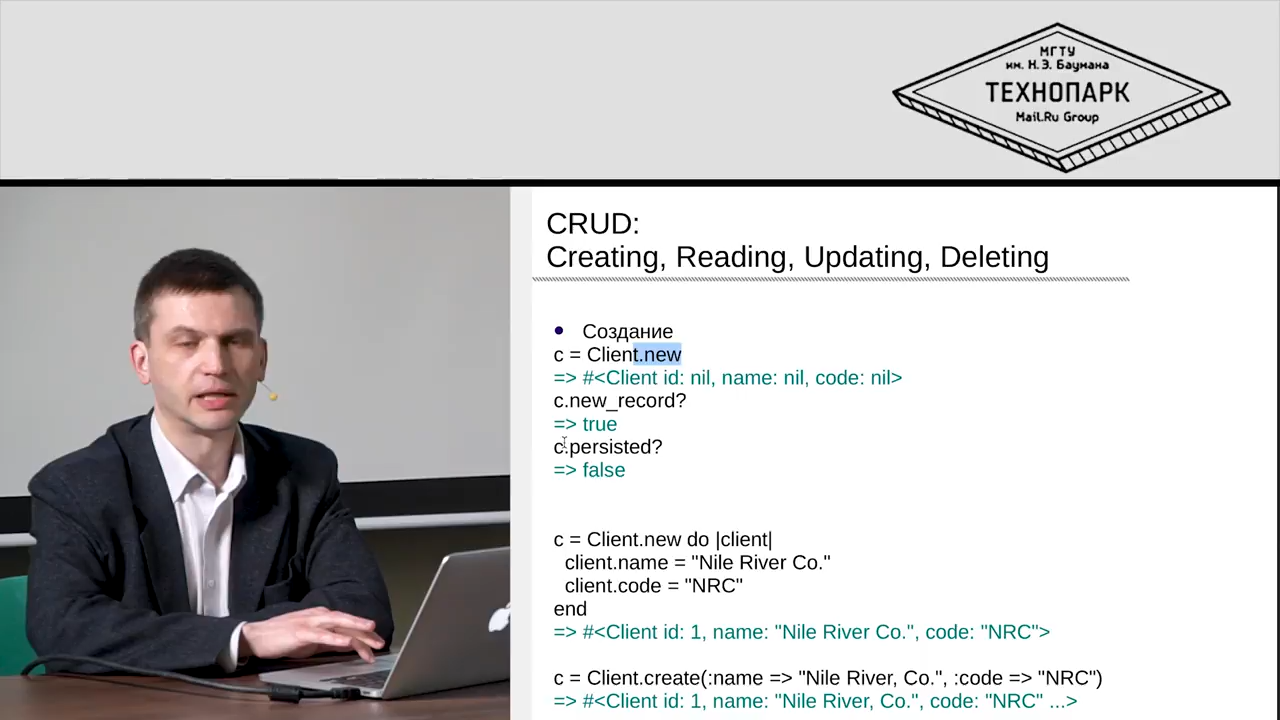 МГТУ
им. Н.Э. Баумана
ТЕХНОПАРК
Mail.Ru Group
CRUD:
Creating, Reading, Updating, Deleting
Создание
c = Client.new
=> #<Client id: nil, name: nil, code: nil>
c.new_record?
=> true
c.persisted?
=> false
c = Client.new do |client|
client.name = "Nile River Co."
client.code = "NRC"
end
=> #<Client id: 1, name: "Nile River Co.", code: "NRC">
c = Client.create(:name => "Nile River, Co.", :code => "NRC")
=> #<Client id: 1, name: "Nile River, Co.", code: "NRC" ...>